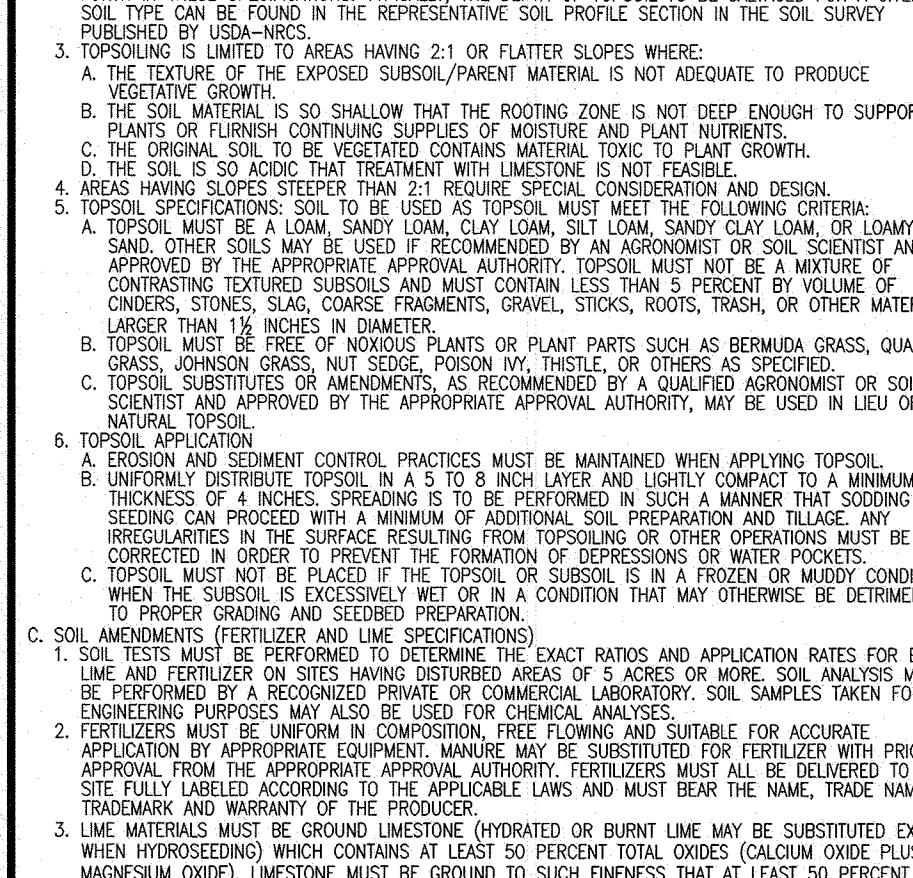 SOIL TYPE CAN BE FOUND IN THE REPRESENTATIVE SOIL PROFILE SECTION IN THE SOIL SURVEY
PUBLISHED BY USDA-NRCS.
3. TOPSOILING IS LIMITED TO AREAS HAVING 2:1 OR FLATTER SLOPES WHERE:
A. THE TEXTURE OF THE EXPOSED SUBSOIL/PARENT MATERIAL IS NOT ADEQUATE TO PRODUCE
VEGETATIVE GROWTH.
B. THE SOIL MATERIAL IS SO SHALLOW THAT THE ROOTING ZONE IS NOT DEEP ENOUGH TO SUPPOR
PLANTS OR FLIRNISH CONTINUING SUPPLIES OF MOISTURE AND PLANT NUTRIENTS.
C. THE ORIGINAL SOIL TO BE VEGETATED CONTAINS MATERIAL TOXIC TO PLANT GROWTH.
D. THE SOIL IS SO ACIDIC THAT TREATMENT WITH LIMESTONE IS NOT FEASIBLE.
4. AREAS HAVING SLOPES STEEPER THAN 2:1 REQUIRE SPECIAL CONSIDERATION AND DESIGN.
5. TOPSOIL SPECIFICATIONS: SOIL TO BE USED AS TOPSOIL MUST MEET THE FOLLOWING CRITERIA:
A. TOPSOIL MUST BE A LOAM, SANDY LOAM, CLAY LOAM, SILT LOAM, SANDY CLAY LOAM, OR LOAMY
SAND. OTHER SOILS MAY BE USED IF RECOMMENDED BY AN AGRONOMIST OR SOIL SCIENTIST AN
APPROVED BY THE APPROPRIATE APPROVAL AUTHORITY. TOPSOIL MUST NOT BE A MIXTURE OF
CONTRASTING TEXTURED SUBSOILS AND MUST CONTAIN LESS THAN 5 PERCENT BY VOLUME OF
CINDERS, STONES, SLAG, COARSE FRAGMENTS, GRAVEL, STICKS, ROOTS, TRASH, OR OTHER MATE
LARGER THAN 1½ INCHES IN DIAMETER.
B. TOPSOIL MUST BE FREE OF NOXIOUS PLANTS OR PLANT PARTS SUCH AS BERMUDA GRASS, QUA
GRASS, JOHNSON GRASS, NUT SEDGE, POISON IVY, THISTLE, OR OTHERS AS SPECIFIED.
C. TOPSOIL SUBSTITUTES OR AMENDMENTS, AS RECOMMENDED BY A QUALIFIED AGRONOMIST OR SOI
SCIENTIST AND APPROVED BY THE APPROPRIATE APPROVAL AUTHORITY, MAY BE USED IN LIEU OF
NATURAL TOPSOIL.
6. TOPSOIL APPLICATION
A. EROSION AND SEDIMENT CONTROL PRACTICES MUST BE MAINTAINED WHEN APPLYING TOPSOIL.
B. UNIFORMLY DISTRIBUTE TOPSOIL IN A 5 TO 8 INCH LAYER AND LIGHTLY COMPACT TO A MINIMUM
THICKNESS OF 4 INCHES. SPREADING IS TO BE PERFORMED IN SUCH A MANNER THAT SODDING
SEEDING CAN PROCEED WITH A MINIMUM OF ADDITIONAL SOIL PREPARATION AND TILLAGE. ANY
IRREGULARITIES IN THE SURFACE RESULTING FROM TOPSOILING OR OTHER OPERATIONS MUST BE
CORRECTED IN ORDER TO PREVENT THE FORMATION OF DEPRESSIONS OR WATER POCKETS.
C. TOPSOIL MUST NOT BE PLACED IF THE TOPSOIL OR SUBSOIL IS IN A FROZEN OR MUDDY CONDI
WHEN THE SUBSOIL IS EXCESSIVELY WET OR IN A CONDITION THAT MAY OTHERWISE BE DETRIME
TO PROPER GRADING AND SEEDBED PREPARATION.
C. SOIL AMENDMENTS (FERTILIZER AND LIME SPECIFICATIONS)
1. SOIL TESTS MUST BE PERFORMED TO DETERMINE THE EXACT RATIOS AND APPLICATION RATES FOR
LIME AND FERTILIZER ON SITES HAVING DISTURBED AREAS OF 5 ACRES OR MORE. SOIL ANALYSIS M
BE PERFORMED BY A RECOGNIZED PRIVATE OR COMMERCIAL LABORATORY. SOIL SAMPLES TAKEN FO
ENGINEERING PURPOSES MAY ALSO BE USED FOR CHEMICAL ANALYSES.
2. FERTILIZERS MUST BE UNIFORM IN COMPOSITION, FREE FLOWING AND SUITABLE FOR ACCURATE
APPLICATION BY APPROPRIATE EQUIPMENT. MANURE MAY BE SUBSTITUTED FOR FERTILIZER WITH PRIO
APPROVAL FROM THE APPROPRIATE APPROVAL AUTHORITY. FERTILIZERS MUST ALL BE DELIVERED TO
SITE FULLY LABELED ACCORDING TO THE APPLICABLE LAWS AND MUST BEAR THE NAME, TRADE NAM
TRADEMARK AND WARRANTY OF THE PRODUCER.
3. LIME MATERIALS MUST BE GROUND LIMESTONE (HYDRATED OR BURNT LIME MAY BE SUBSTITUTED EX
WHEN HYDROSEEDING) WHICH CONTAINS AT LEAST 50 PERCENT TOTAL OXIDES (CALCIUM OXIDE PLUS
MAGNESIUM OXIDE). LIMESTONE MUST BE GROUND TO SUCH FINENESS THAT AT LEAST 50 PERCENT